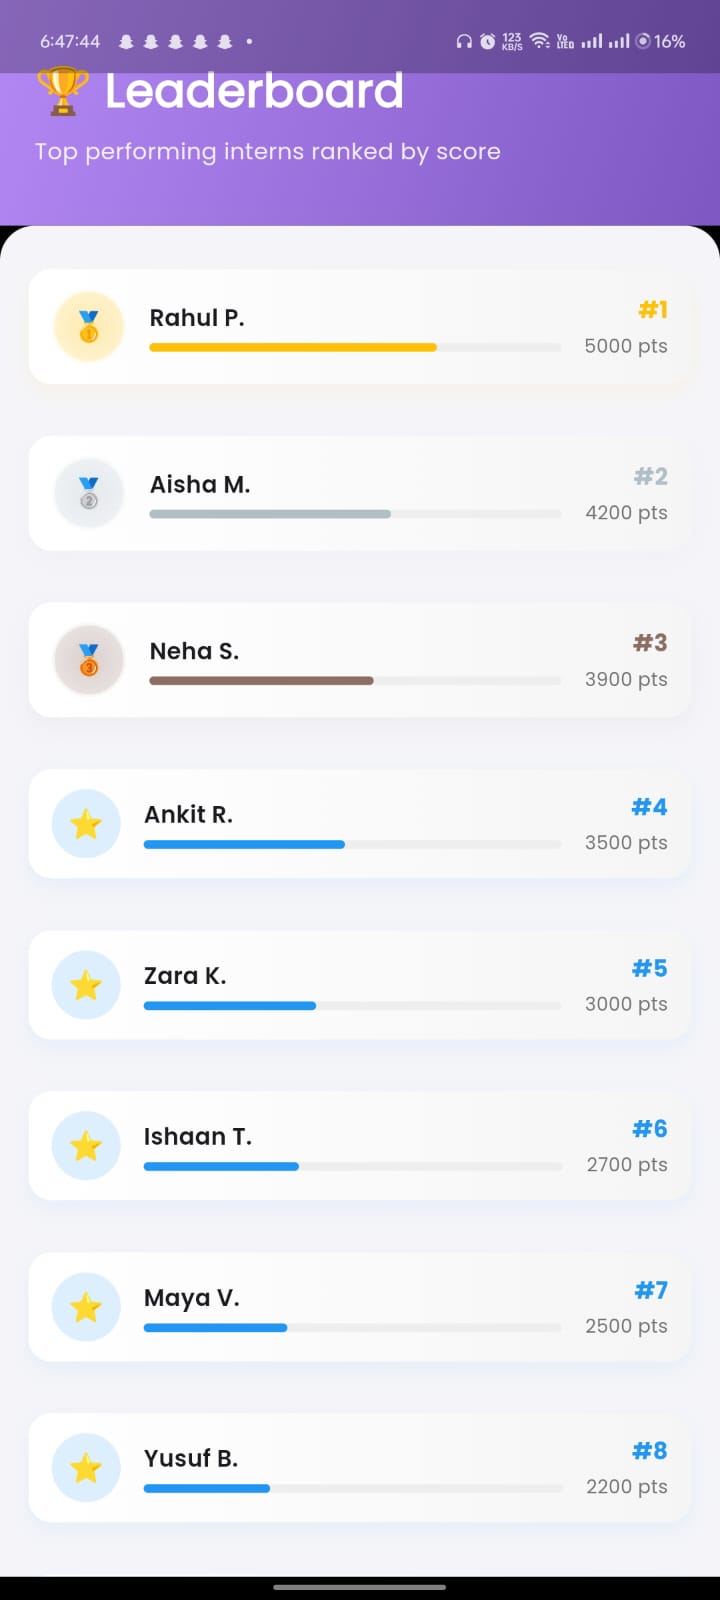 6:47:44
123 KB/S
Vo LTE
16%
🏆 Leaderboard
Top performing interns ranked by score
Rahul P.
#1
5000 pts
Aisha M.
#2
4200 pts
Neha S.
#3
3900 pts
Ankit R.
#4
3500 pts
Zara K.
#5
3000 pts
Ishaan T.
#6
2700 pts
Maya V.
#7
2500 pts
Yusuf B.
#8
2200 pts